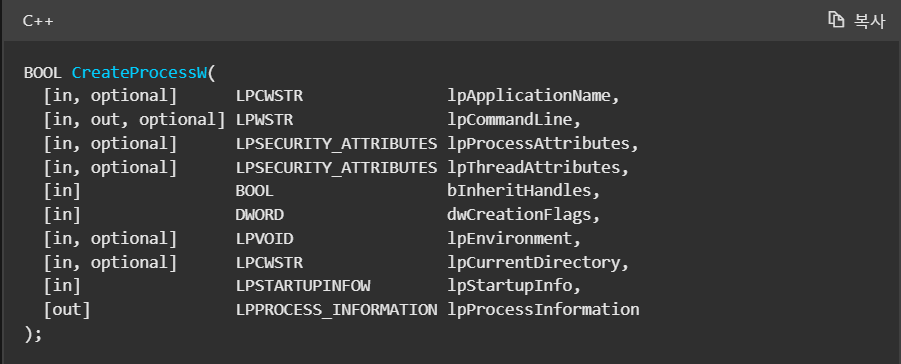 C++ 복사
BOOL CreateProcessW(
  [in, optional]      LPCWSTR               lpApplicationName,
  [in, out, optional] LPWSTR                lpCommandLine,
  [in, optional]      LPSECURITY_ATTRIBUTES lpProcessAttributes,
  [in, optional]      LPSECURITY_ATTRIBUTES lpThreadAttributes,
  [in]                BOOL                  bInheritHandles,
  [in]                DWORD                 dwCreationFlags,
  [in, optional]      LPVOID                lpEnvironment,
  [in, optional]      LPCWSTR               lpCurrentDirectory,
  [in]                LPSTARTUPINFOW        lpStartupInfo,
  [out]               LPPROCESS_INFORMATION lpProcessInformation
);